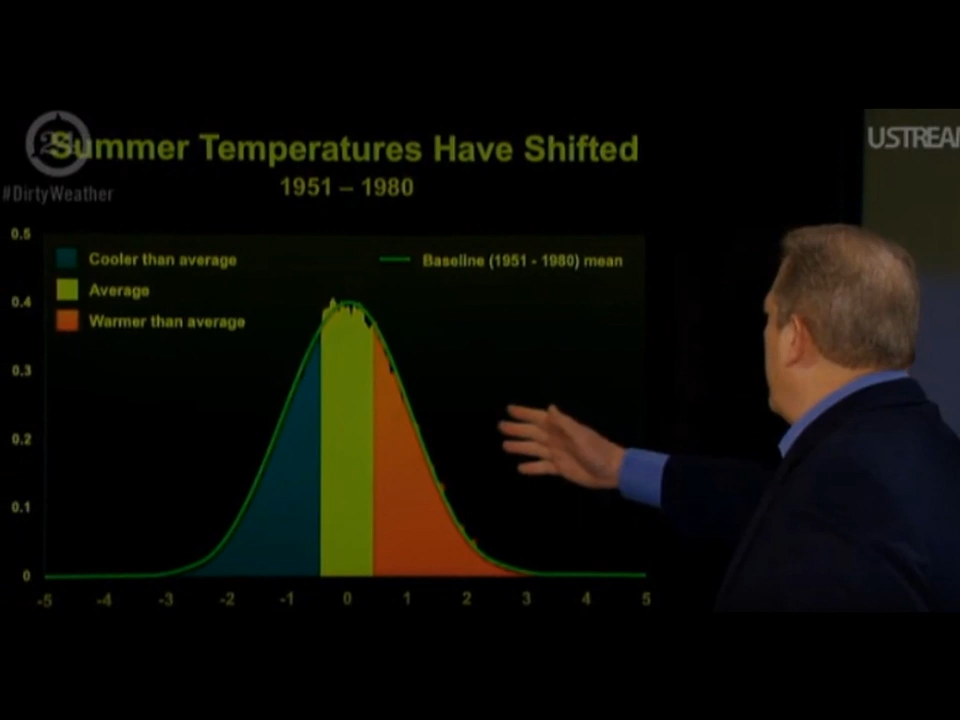 Summer Temperatures Have Shifted
1951 – 1980
#DirtyWeather
USTREAM
0.5
0.4
0.3
0.2
0.1
0
Cooler than average
Average
Warmer than average
Baseline (1951 - 1980) mean
-5 -4 -3 -2 -1 0 1 2 3 4 5